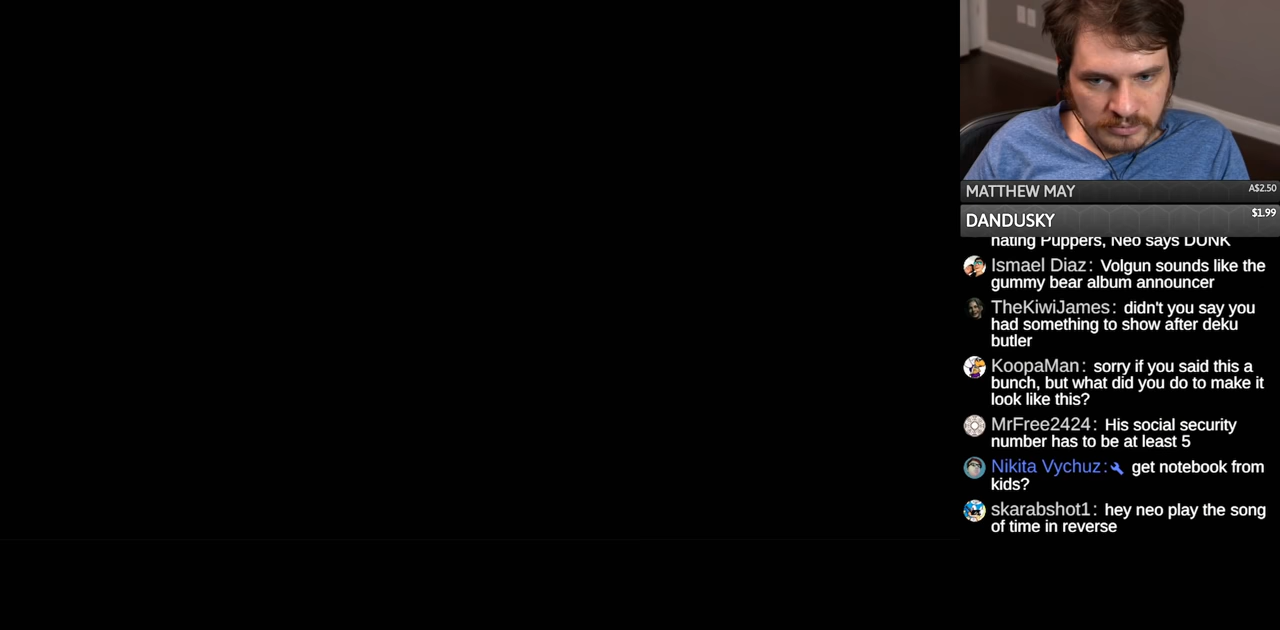 MATTHEW MAY A$2.50
DANDUSKY $1.99
hating Puppers, Neo says DUNK
Ismael Diaz: Volgun sounds like the
gummy bear album announcer
TheKiwiJames: didn't you say you
had something to show after deku
butler
KoopaMan: sorry if you said this a
bunch, but what did you do to make it
look like this?
MrFree2424: His social security
number has to be at least 5
Nikita Vychuz: get notebook from
kids?
skarabshot1: hey neo play the song
of time in reverse